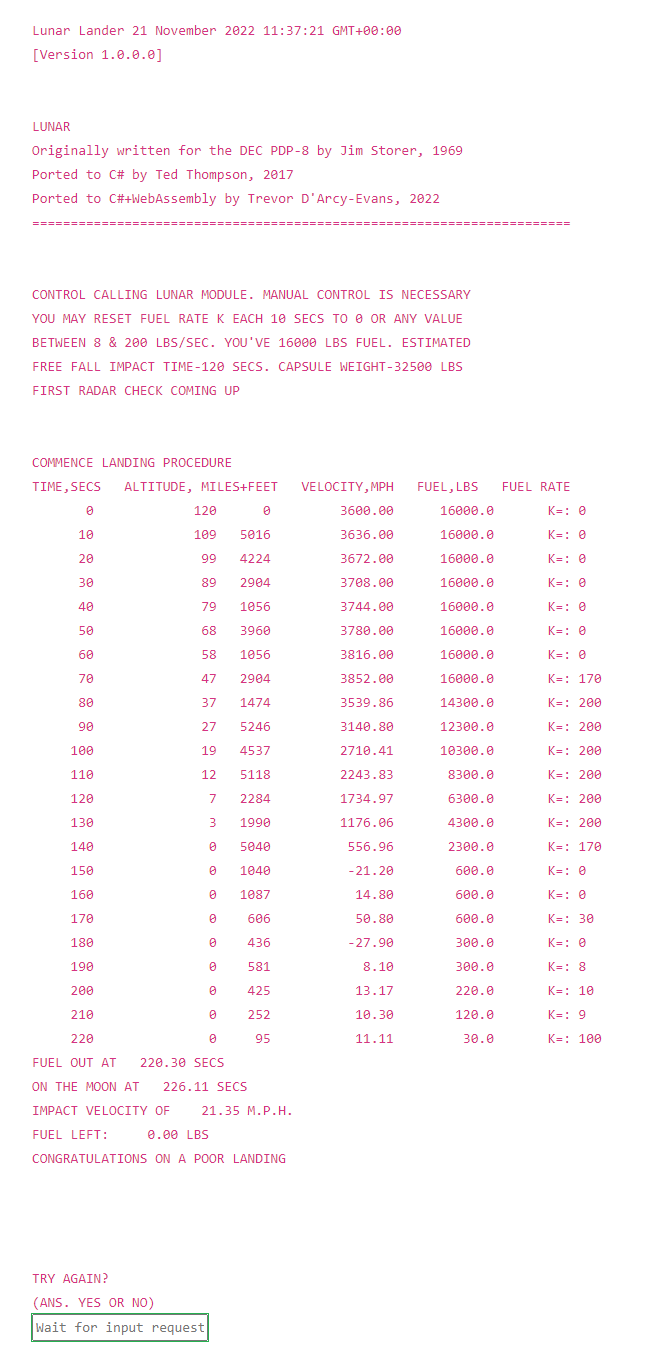 Lunar Lander 21 November 2022 11:37:21 GMT+00:00
[Version 1.0.0.0]
LUNAR
Originally written for the DEC PDP-8 by Jim Storer, 1969
Ported to C# by Ted Thompson, 2017
Ported to C#+WebAssembly by Trevor D'Arcy-Evans, 2022
======================================================================
CONTROL CALLING LUNAR MODULE. MANUAL CONTROL IS NECESSARY
YOU MAY RESET FUEL RATE K EACH 10 SECS TO 0 OR ANY VALUE
BETWEEN 8 & 200 LBS/SEC. YOU'VE 16000 LBS FUEL. ESTIMATED
FREE FALL IMPACT TIME-120 SECS. CAPSULE WEIGHT-32500 LBS
FIRST RADAR CHECK COMING UP
COMMENCE LANDING PROCEDURE
TIME,SECS   ALTITUDE, MILES+FEET   VELOCITY,MPH   FUEL,LBS   FUEL RATE
       0             120      0         3600.00      16000.0       K=: 0
      10             109   5016         3636.00      16000.0       K=: 0
      20              99   4224         3672.00      16000.0       K=: 0
      30              89   2904         3708.00      16000.0       K=: 0
      40              79   1056         3744.00      16000.0       K=: 0
      50              68   3960         3780.00      16000.0       K=: 0
      60              58   1056         3816.00      16000.0       K=: 0
      70              47   2904         3852.00      16000.0       K=: 170
      80              37   1474         3539.86      14300.0       K=: 200
      90              27   5246         3140.80      12300.0       K=: 200
     100              19   4537         2710.41      10300.0       K=: 200
     110              12   5118         2243.83       8300.0       K=: 200
     120               7   2284         1734.97       6300.0       K=: 200
     130               3   1990         1176.06       4300.0       K=: 200
     140               0   5040          556.96       2300.0       K=: 170
     150               0   1040          -21.20        600.0       K=: 0
     160               0   1087           14.80        600.0       K=: 0
     170               0    606           50.80        600.0       K=: 30
     180               0    436          -27.90        300.0       K=: 0
     190               0    581            8.10        300.0       K=: 8
     200               0    425           13.17        220.0       K=: 10
     210               0    252           10.30        120.0       K=: 9
     220               0     95           11.11         30.0       K=: 100
FUEL OUT AT   220.30 SECS
ON THE MOON AT   226.11 SECS
IMPACT VELOCITY OF    21.35 M.P.H.
FUEL LEFT:     0.00 LBS
CONGRATULATIONS ON A POOR LANDING
TRY AGAIN?
(ANS. YES OR NO)
Wait for input request